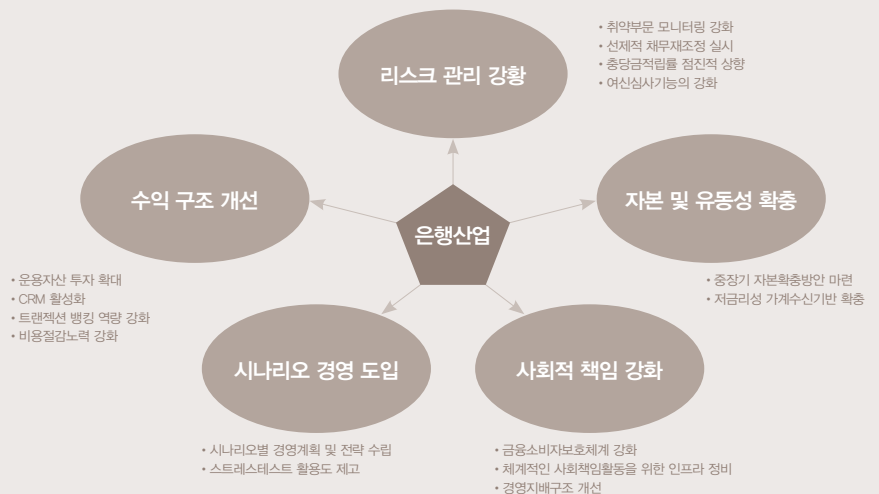 리스크 관리 강황
• 취약부문 모니터링 강화
• 선제적 채무재조정 실시
• 충당금적립률 점진적 상향
• 여신심사기능의 강화
수익 구조 개선
• 운용자산 투자 확대
• CRM 활성화
• 트랜잭션 뱅킹 역량 강화
• 비용절감노력 강화
은행산업
자본 및 유동성 확충
• 중장기 자본확충방안 마련
• 저금리성 가계수신기반 확충
시나리오 경영 도입
• 시나리오별 경영계획 및 전략 수립
• 스트레스테스트 활용도 제고
사회적 책임 강화
• 금융소비자보호체계 강화
• 체계적인 사회책임활동을 위한 인프라 정비
• 경영지배구조 개선